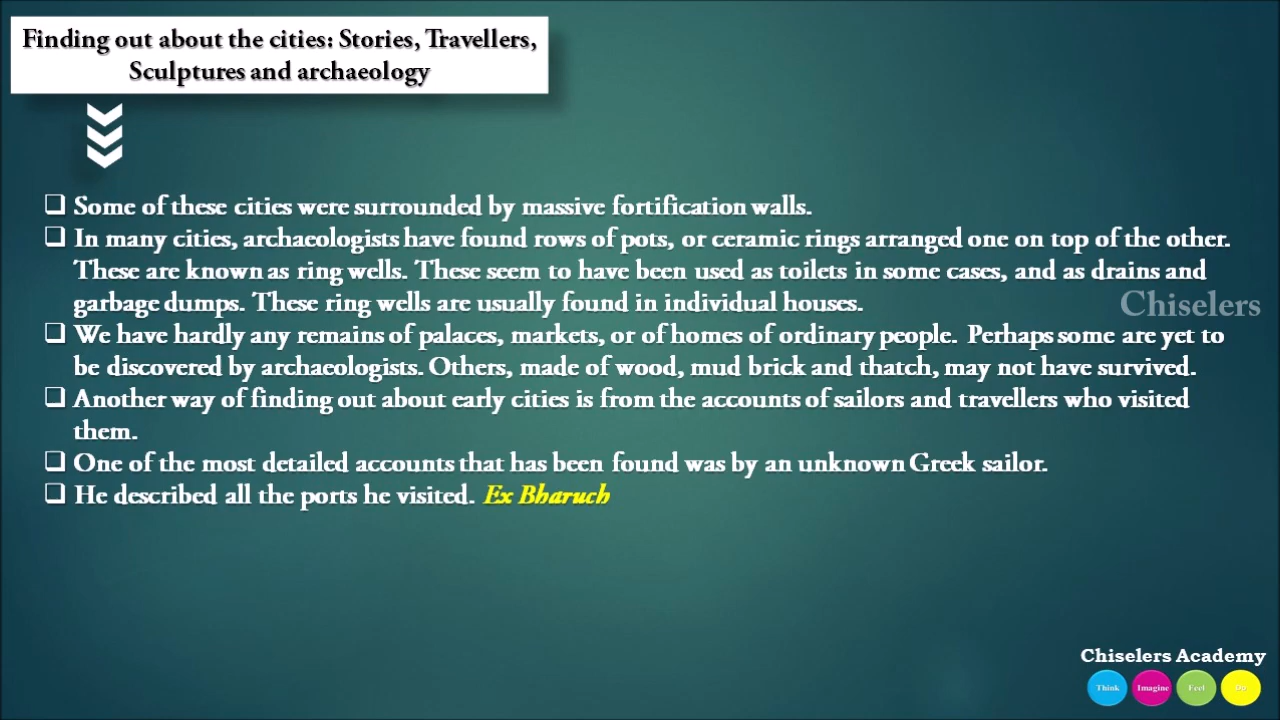 Finding out about the cities: Stories, Travellers,
Sculptures and archaeology
❑ Some of these cities were surrounded by massive fortification walls.
❑ In many cities, archaeologists have found rows of pots, or ceramic rings arranged one on top of the other.
These are known as ring wells. These seem to have been used as toilets in some cases, and as drains and
garbage dumps. These ring wells are usually found in individual houses.
Chiselers
❑ We have hardly any remains of palaces, markets, or of homes of ordinary people. Perhaps some are yet to
be discovered by archaeologists. Others, made of wood, mud brick and thatch, may not have survived.
❑ Another way of finding out about early cities is from the accounts of sailors and travellers who visited
them.
❑ One of the most detailed accounts that has been found was by an unknown Greek sailor.
❑ He described all the ports he visited. Ex Bharuch
Chiselers Academy
Think Imagine Feel Do